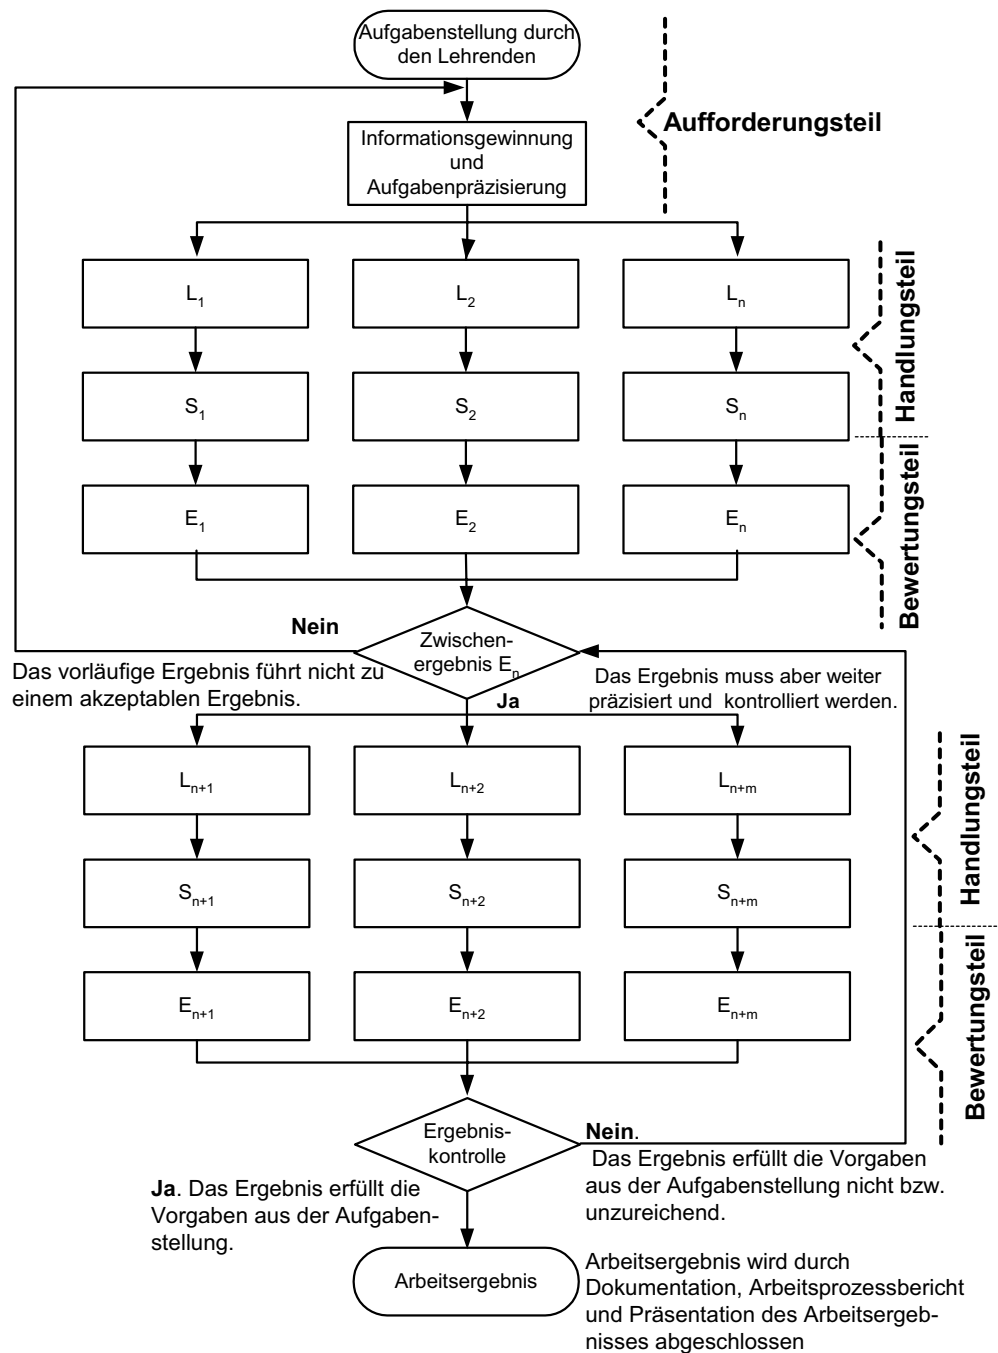 Aufgabenstellung durch
den Lehrenden
Aufforderungsteil
Informationsgewinnung
und
Aufgabenpräzisierung
L1
L2
Ln
Handlungsteil
S1
S2
Sn
E1
E2
En
Bewertungsteil
Nein
Zwischen-
ergebnis En
Das vorläufige Ergebnis führt nicht zu
einem akzeptablen Ergebnis.
Ja
Das Ergebnis muss aber weiter
präzisiert und kontrolliert werden.
Ln+1
Ln+2
Ln+m
Handlungsteil
Sn+1
Sn+2
Sn+m
En+1
En+2
En+m
Bewertungsteil
Ergebnis-
kontrolle
Nein.
Das Ergebnis erfüllt die Vorgaben
aus der Aufgabenstellung nicht bzw.
unzureichend.
Ja. Das Ergebnis erfüllt die
Vorgaben aus der Aufgaben-
stellung.
Arbeitsergebnis
Arbeitsergebnis wird durch
Dokumentation, Arbeitsprozessbericht
und Präsentation des Arbeitsergeb-
nisses abgeschlossen